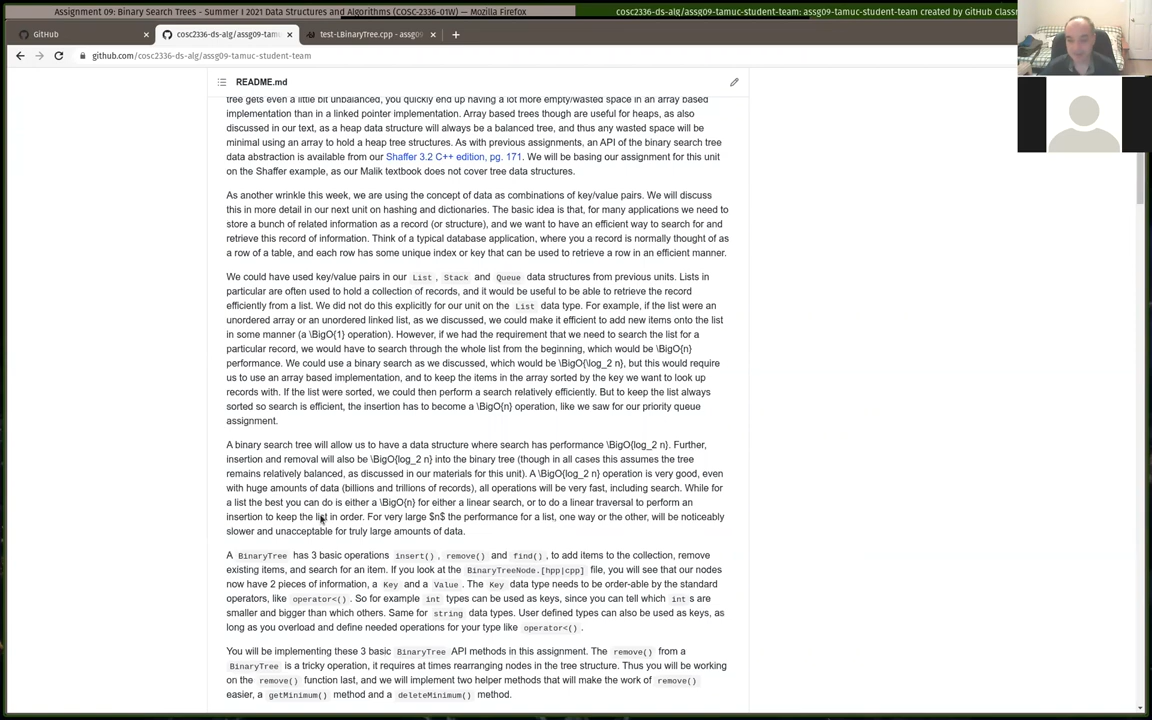 Assignment 09: Binary Search Trees - Summer I 2021 Data Structures and Algorithms (COSC-2336-01W) — Mozilla Firefox
cosc2336-ds-alg/assg09-tamuc-student-team: assg09-tamuc-student-team created by GitHub Classr
GitHub
cosc2336-ds-alg/assg09-tamu
test-LBinaryTree.cpp - assg09
github.com/cosc2336-ds-alg/assg09-tamuc-student-team
README.md
tree gets even a little bit unbalanced, you quickly end up having a lot more empty/wasted space in an array based
implementation than in a linked pointer implementation. Array based trees though are useful for heaps, as also
discussed in our text, as a heap data structure will always be a balanced tree, and thus any wasted space will be
minimal using an array to hold a heap tree structures. As with previous assignments, an API of the binary search tree
data abstraction is available from our Shaffer 3.2 C++ edition, pg. 171. We will be basing our assignment for this unit
on the Shaffer example, as our Malik textbook does not cover tree data structures.
As another wrinkle this week, we are using the concept of data as combinations of key/value pairs. We will discuss
this in more detail in our next unit on hashing and dictionaries. The basic idea is that, for many applications we need to
store a bunch of related information as a record (or structure), and we want to have an efficient way to search for and
retrieve this record of information. Think of a typical database application, where you a record is normally thought of as
a row of a table, and each row has some unique index or key that can be used to retrieve a row in an efficient manner.
We could have used key/value pairs in our List, Stack and Queue data structures from previous units. Lists in
particular are often used to hold a collection of records, and it would be useful to be able to retrieve the record
efficiently from a list. We did not do this explicitly for our unit on the List data type. For example, if the list were an
unordered array or an unordered linked list, as we discussed, we could make it efficient to add new items onto the list
in some manner (a \BigO{1} operation). However, if we had the requirement that we need to search the list for a
particular record, we would have to search through the whole list from the beginning, which would be \BigO{n}
performance. We could use a binary search as we discussed, which would be \BigO{\log_2 n}, but this would require
us to use an array based implementation, and to keep the items in the array sorted by the key we want to look up
records with. If the list were sorted, we could then perform a search relatively efficiently. But to keep the list always
sorted so search is efficient, the insertion has to become a \BigO{n} operation, like we saw for our priority queue
assignment.
A binary search tree will allow us to have a data structure where search has performance \BigO{log_2 n}. Further,
insertion and removal will also be \BigO{log_2 n} into the binary tree (though in all cases this assumes the tree
remains relatively balanced, as discussed in our materials for this unit). A \BigO{log_2 n} operation is very good, even
with huge amounts of data (billions and trillions of records), all operations will be very fast, including search. While for
a list the best you can do is either a \BigO{n} for either a linear search, or to do a linear traversal to perform an
insertion to keep the list in order. For very large $n$ the performance for a list, one way or the other, will be noticeably
slower and unacceptable for truly large amounts of data.
A BinaryTree has 3 basic operations insert(), remove() and find(), to add items to the collection, remove
existing items, and search for an item. If you look at the BinaryTreeNode.[hpp|cpp] file, you will see that our nodes
now have 2 pieces of information, a Key and a Value. The Key data type needs to be order-able by the standard
operators, like operator<(). So for example int types can be used as keys, since you can tell which int s are
smaller and bigger than which others. Same for string data types. User defined types can also be used as keys, as
long as you overload and define needed operations for your type like operator<().
You will be implementing these 3 basic BinaryTree API methods in this assignment. The remove() from a
BinaryTree is a tricky operation, it requires at times rearranging nodes in the tree structure. Thus you will be working
on the remove() function last, and we will implement two helper methods that will make the work of remove()
easier, a getMinimum() method and a deleteMinimum() method.